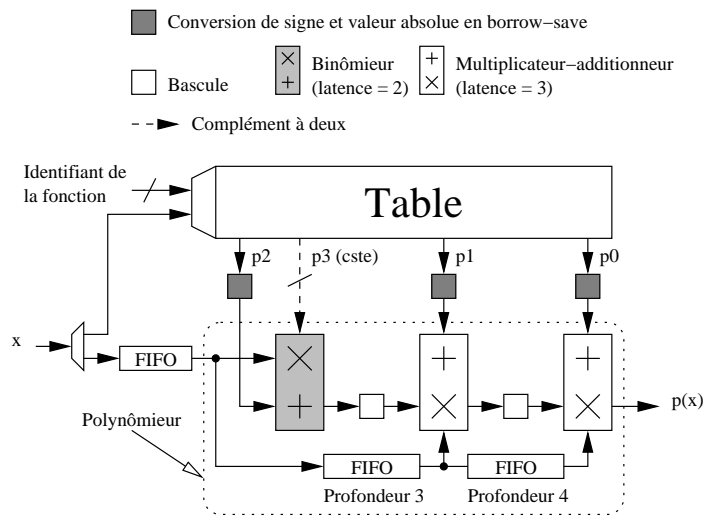 Conversion de signe et valeur absolue en borrow−save
Binômieur
(latence = 2)
Multiplicateur−additionneur
(latence = 3)
Bascule
Complément à deux
Identifiant de
la fonction
Table
p2
p3 (cste)
p1
p0
x
FIFO
p(x)
Polynômieur
FIFO
FIFO
Profondeur 3
Profondeur 4